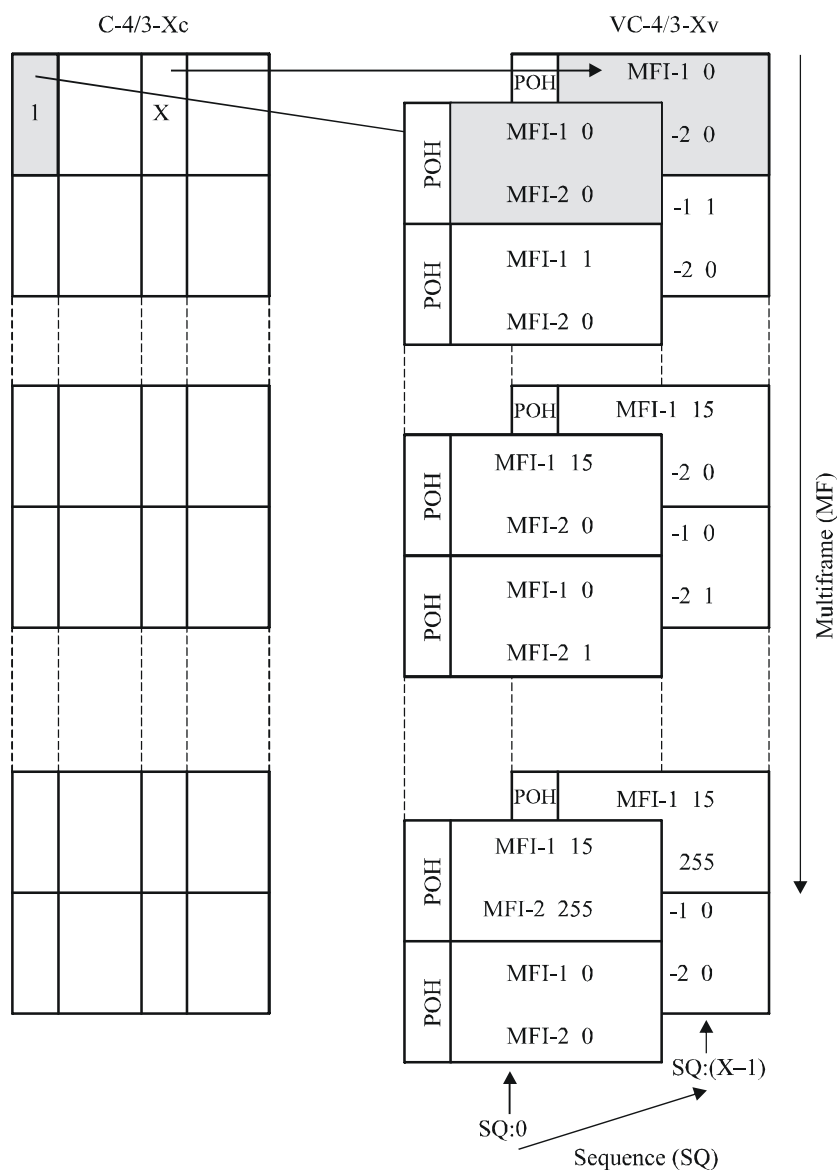 C-4/3-Xc
VC-4/3-Xv
POH
MFI-1 0
1
X
POH
MFI-1 0
-2 0
MFI-2 0
-1 1
POH
MFI-1 1
-2 0
MFI-2 0
POH
MFI-1 15
POH
MFI-1 15
-2 0
MFI-2 0
-1 0
POH
MFI-1 0
-2 1
MFI-2 1
Multiframe (MF)
POH
MFI-1 15
POH
MFI-1 15
255
MFI-2 255
-1 0
POH
MFI-1 0
-2 0
MFI-2 0
SQ:(X–1)
SQ:0
Sequence (SQ)